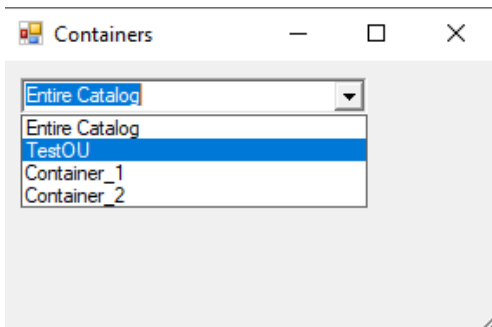 Containers
Entire Catalog
Entire Catalog
TestOU
Container_1
Container_2